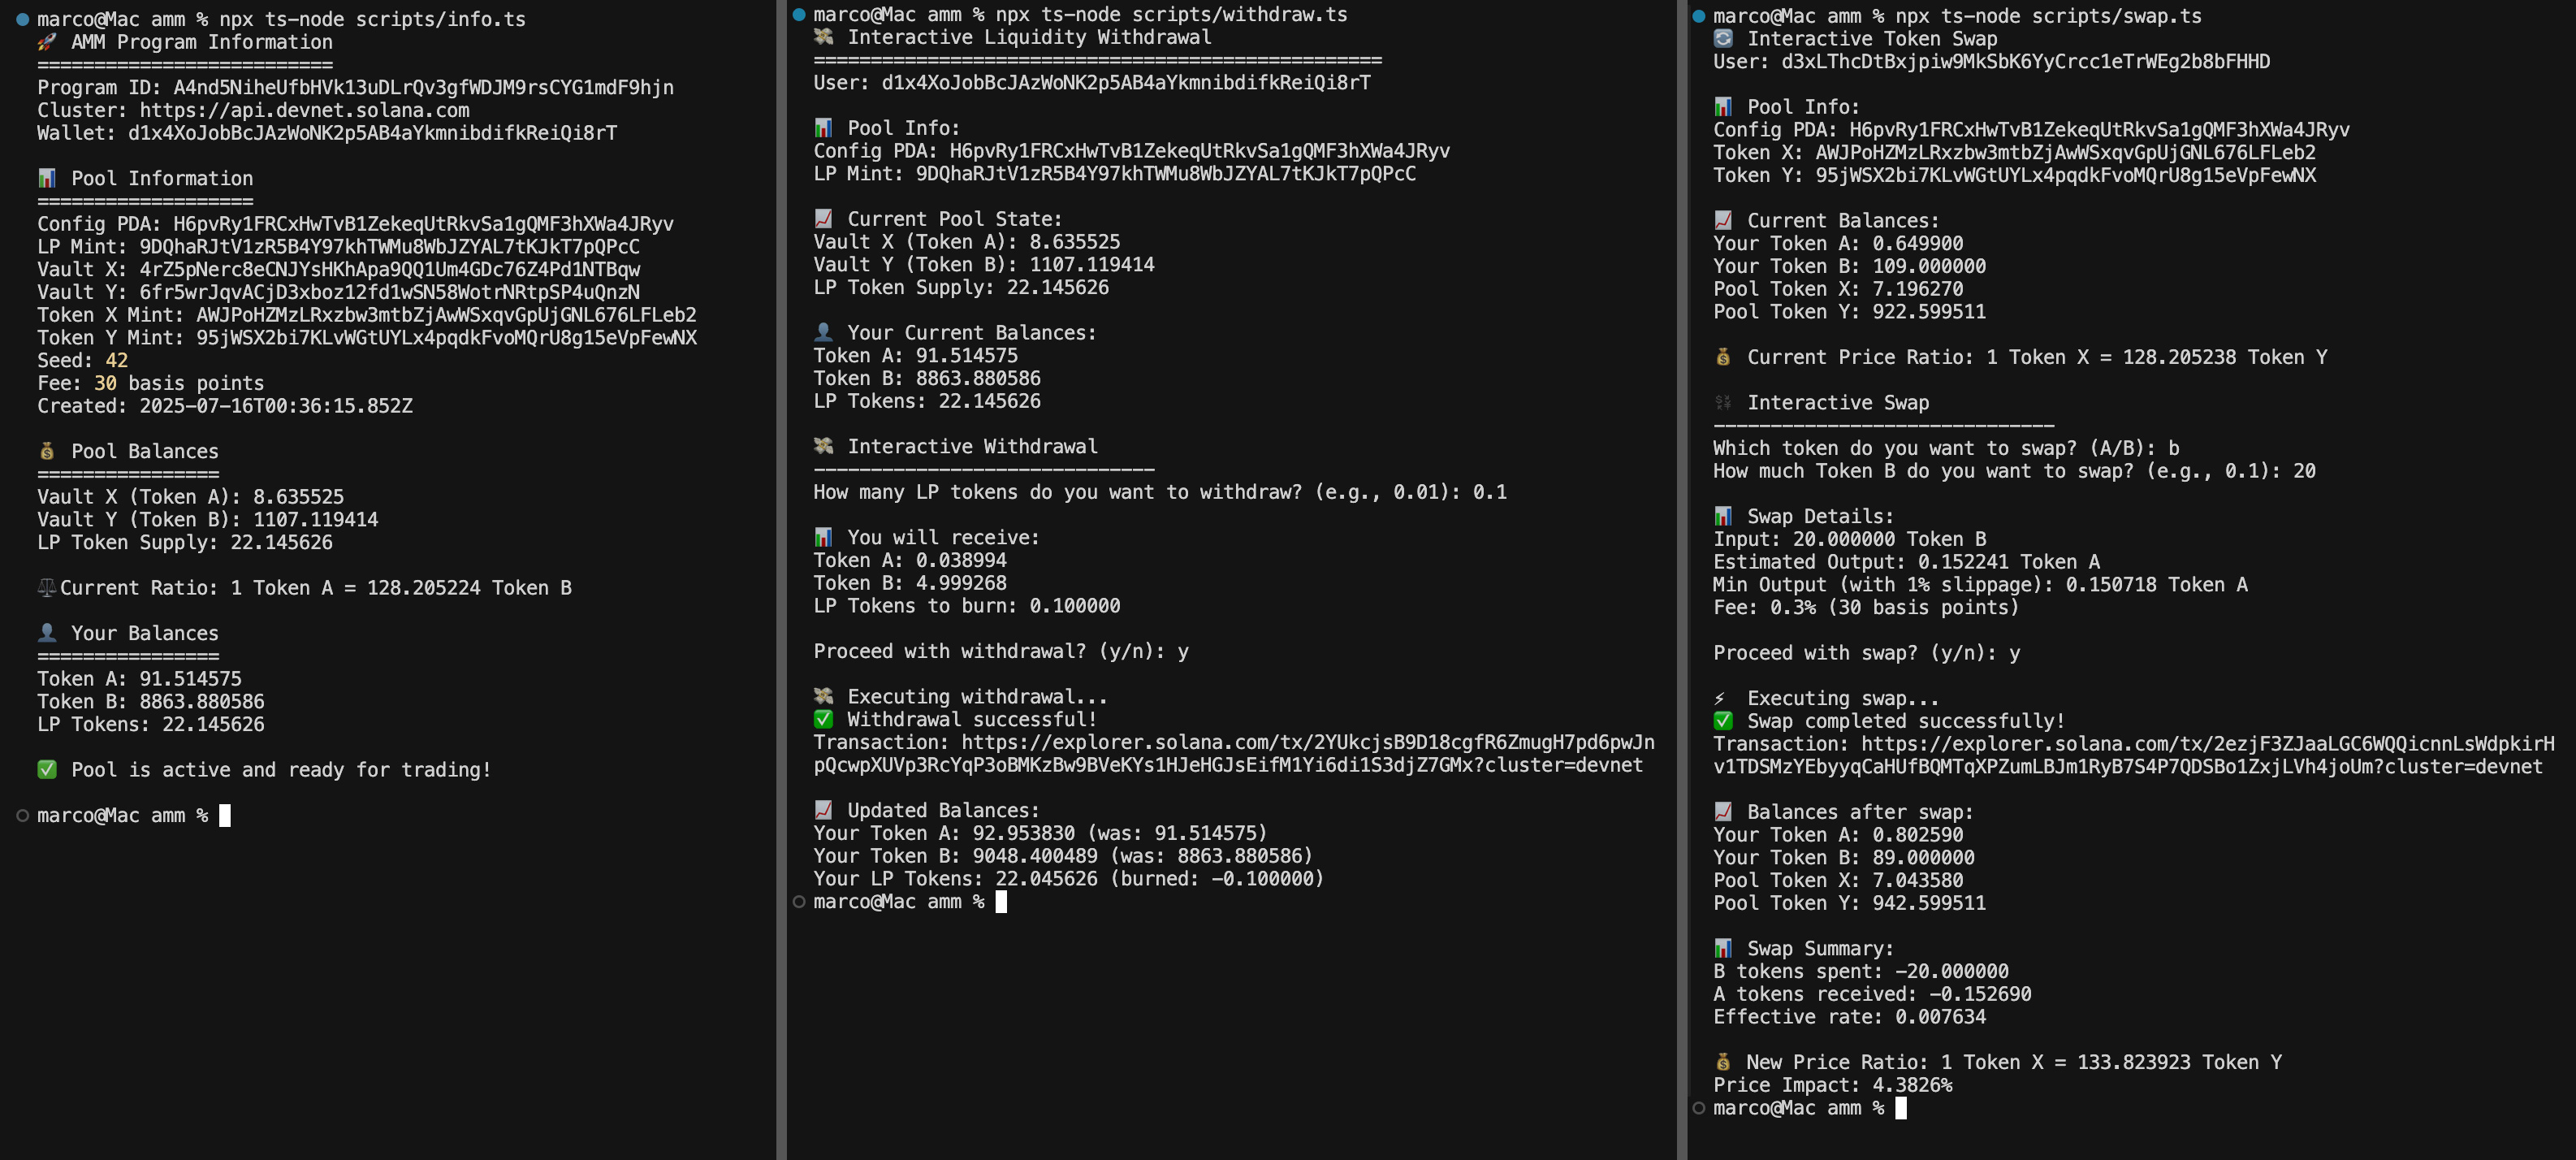 marco@Mac amm % npx ts-node scripts/info.ts
🚀 AMM Program Information
==========================
Program ID: A4nd5NiheUfbHVk13uDLrQv3gfWDJM9rsCYG1mdF9hjn
Cluster: https://api.devnet.solana.com
Wallet: d1x4XoJobBcJAzWoNK2p5AB4aYkmnibdifkReiQi8rT
📊 Pool Information
===================
Config PDA: H6pvRy1FRCxHwTvB1ZekeqUtRkvSa1gQMF3hXWa4JRyv
LP Mint: 9DQhaRJtV1zR5B4Y97khTWMu8WbJZYAL7tKJkT7pQPcC
Vault X: 4rZ5pNerc8eCNJYsHKhApa9QQ1Um4GDc76Z4Pd1NTBqw
Vault Y: 6fr5wrJqvACjD3xboz12fd1wSN58WotrNRtpSP4uQnzN
Token X Mint: AWJPoHZMzLRxzbw3mtbZjAwWSxqvGpUjGNL676LFLeb2
Token Y Mint: 95jWSX2bi7KLvWGtUYLx4pqdkFvoMQrU8g15eVpFewNX
Seed: 42
Fee: 30 basis points
Created: 2025-07-16T00:36:15.852Z
💰 Pool Balances
================
Vault X (Token A): 8.635525
Vault Y (Token B): 1107.119414
LP Token Supply: 22.145626
⚖️Current Ratio: 1 Token A = 128.205224 Token B
👤 Your Balances
================
Token A: 91.514575
Token B: 8863.880586
LP Tokens: 22.145626
✅ Pool is active and ready for trading!
marco@Mac amm %
marco@Mac amm % npx ts-node scripts/withdraw.ts
💸 Interactive Liquidity Withdrawal
==================================================
User: d1x4XoJobBcJAzWoNK2p5AB4aYkmnibdifkReiQi8rT
📊 Pool Info:
Config PDA: H6pvRy1FRCxHwTvB1ZekeqUtRkvSa1gQMF3hXWa4JRyv
LP Mint: 9DQhaRJtV1zR5B4Y97khTWMu8WbJZYAL7tKJkT7pQPcC
📈 Current Pool State:
Vault X (Token A): 8.635525
Vault Y (Token B): 1107.119414
LP Token Supply: 22.145626
👤 Your Current Balances:
Token A: 91.514575
Token B: 8863.880586
LP Tokens: 22.145626
💸 Interactive Withdrawal
------------------------------
How many LP tokens do you want to withdraw? (e.g., 0.01): 0.1
📊 You will receive:
Token A: 0.038994
Token B: 4.999268
LP Tokens to burn: 0.100000
Proceed with withdrawal? (y/n): y
💸 Executing withdrawal...
✅ Withdrawal successful!
Transaction: https://explorer.solana.com/tx/2YUkcjsB9D18cgfR6ZmugH7pd6pwJn
pQcwpXUVp3RcYqP3oBMKzBw9BVeKYs1HJeHGJsEifM1Yi6di1S3djZ7GMx?cluster=devnet
📈 Updated Balances:
Your Token A: 92.953830 (was: 91.514575)
Your Token B: 9048.400489 (was: 8863.880586)
Your LP Tokens: 22.045626 (burned: -0.100000)
marco@Mac amm %
marco@Mac amm % npx ts-node scripts/swap.ts
🔄 Interactive Token Swap
User: d3xLThcDtBxjpiw9MkSbK6YyCrcc1eTrWEg2b8bFHHD
📊 Pool Info:
Config PDA: H6pvRy1FRCxHwTvB1ZekeqUtRkvSa1gQMF3hXWa4JRyv
Token X: AWJPoHZMzLRxzbw3mtbZjAwWSxqvGpUjGNL676LFLeb2
Token Y: 95jWSX2bi7KLvWGtUYLx4pqdkFvoMQrU8g15eVpFewNX
📈 Current Balances:
Your Token A: 0.649900
Your Token B: 109.000000
Pool Token X: 7.196270
Pool Token Y: 922.599511
💰 Current Price Ratio: 1 Token X = 128.205238 Token Y
💱 Interactive Swap
------------------------------
Which token do you want to swap? (A/B): b
How much Token B do you want to swap? (e.g., 0.1): 20
📊 Swap Details:
Input: 20.000000 Token B
Estimated Output: 0.152241 Token A
Min Output (with 1% slippage): 0.150718 Token A
Fee: 0.3% (30 basis points)
Proceed with swap? (y/n): y
⚡ Executing swap...
✅ Swap completed successfully!
Transaction: https://explorer.solana.com/tx/2ezjF3ZJaaLGC6WQQicnnLsWdpkirH
v1TDSMzYEbyyqCaHUfBQMTqXPZumLBJm1RyB7S4P7QDSBo1ZxjLVh4joUm?cluster=devnet
📈 Balances after swap:
Your Token A: 0.802590
Your Token B: 89.000000
Pool Token X: 7.043580
Pool Token Y: 942.599511
📊 Swap Summary:
B tokens spent: -20.000000
A tokens received: -0.152690
Effective rate: 0.007634
💰 New Price Ratio: 1 Token X = 133.823923 Token Y
Price Impact: 4.3826%
marco@Mac amm %